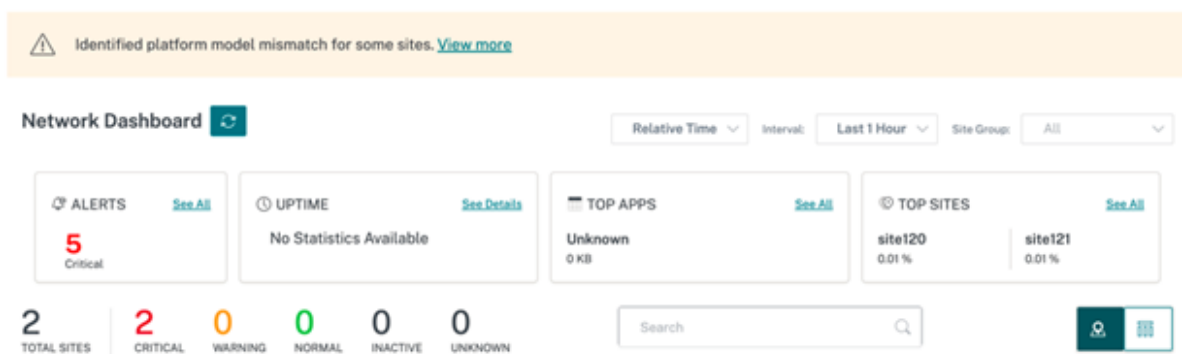 Identified platform model mismatch for some sites. View more
Network Dashboard
Relative Time
Interval:
Last 1 Hour
Site Group:
All
ALERTS
See All
5
Critical
UPTIME
See Details
No Statistics Available
TOP APPS
See All
Unknown
0 KB
TOP SITES
See All
site120
0.01 %
site121
0.01 %
2
TOTAL SITES
2
CRITICAL
0
WARNING
0
NORMAL
0
INACTIVE
0
UNKNOWN
Search